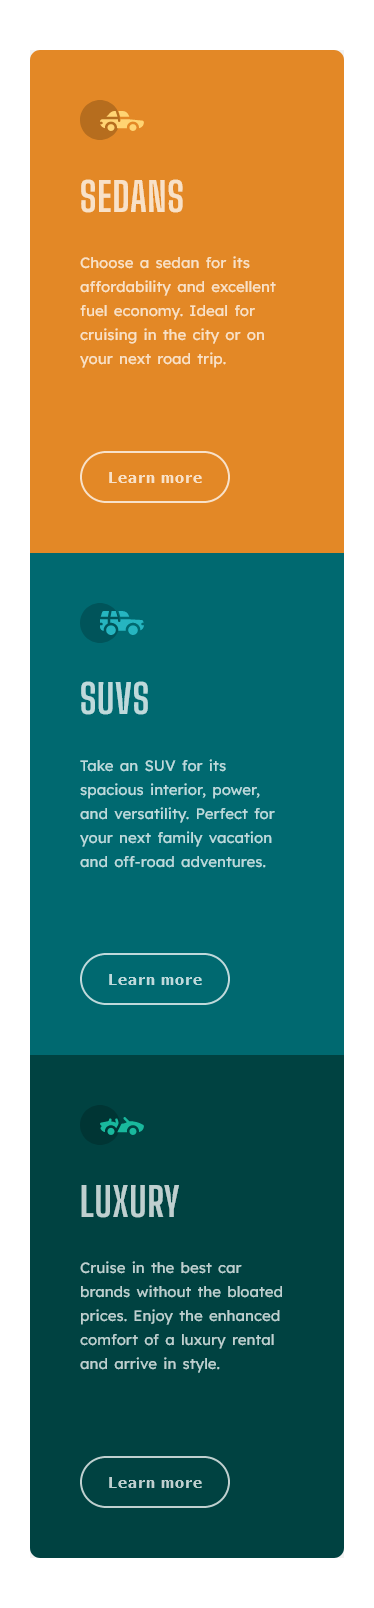 SEDANS
Choose a sedan for its
affordability and excellent
fuel economy. Ideal for
cruising in the city or on
your next road trip.
Learn more
SUVS
Take an SUV for its
spacious interior, power,
and versatility. Perfect for
your next family vacation
and off-road adventures.
Learn more
LUXURY
Cruise in the best car
brands without the bloated
prices. Enjoy the enhanced
comfort of a luxury rental
and arrive in style.
Learn more